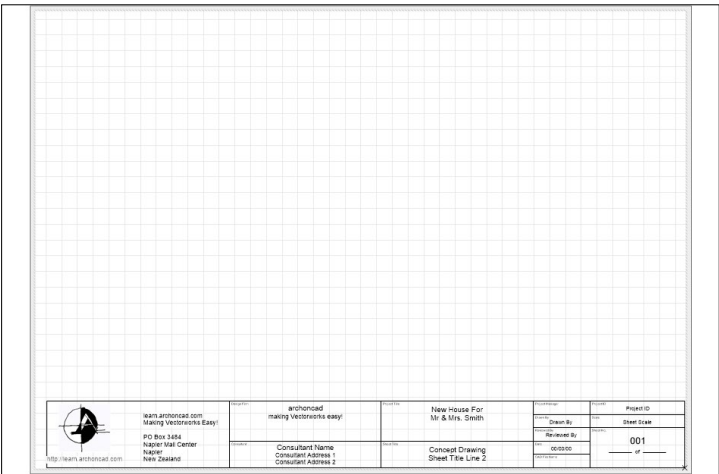 A
http://learn.archoncad.com
learn.archoncad.com
Making Vectorworks Easy!
PO Box 3484
Napier Mail Center
Napier
New Zealand
archoncad
making Vectorworks easy!
Consultant Name
Consultant Address 1
Consultant Address 2
New House For
Mr & Mrs. Smith
Concept Drawing
Sheet Title Line 2
Drawn By
Reviewed By
00/00/00
Project ID
Sheet Scale
001
of